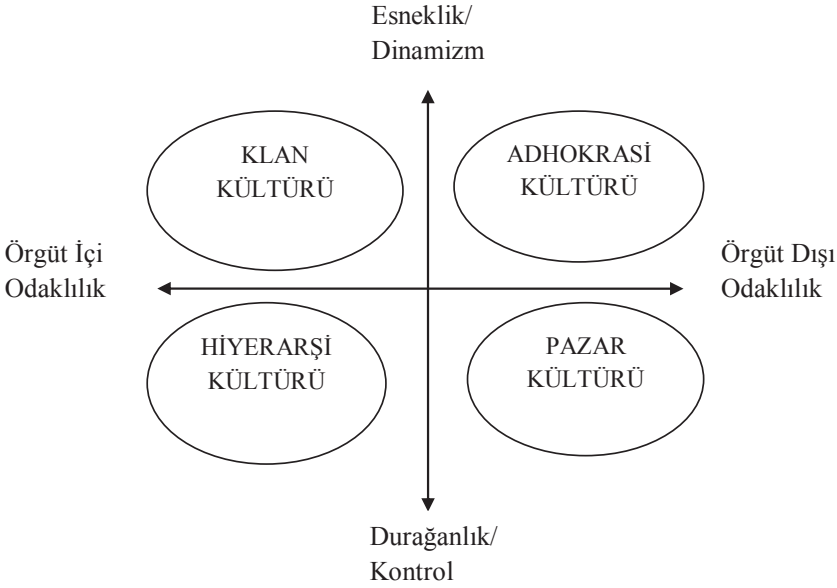 Esneklik/
Dinamizm
KLAN
KÜLTÜRÜ
ADHOKRASİ
KÜLTÜRÜ
Örgüt İçi
Odaklılık
Örgüt Dışı
Odaklılık
HİYERARŞİ
KÜLTÜRÜ
PAZAR
KÜLTÜRÜ
Durağanlık/
Kontrol